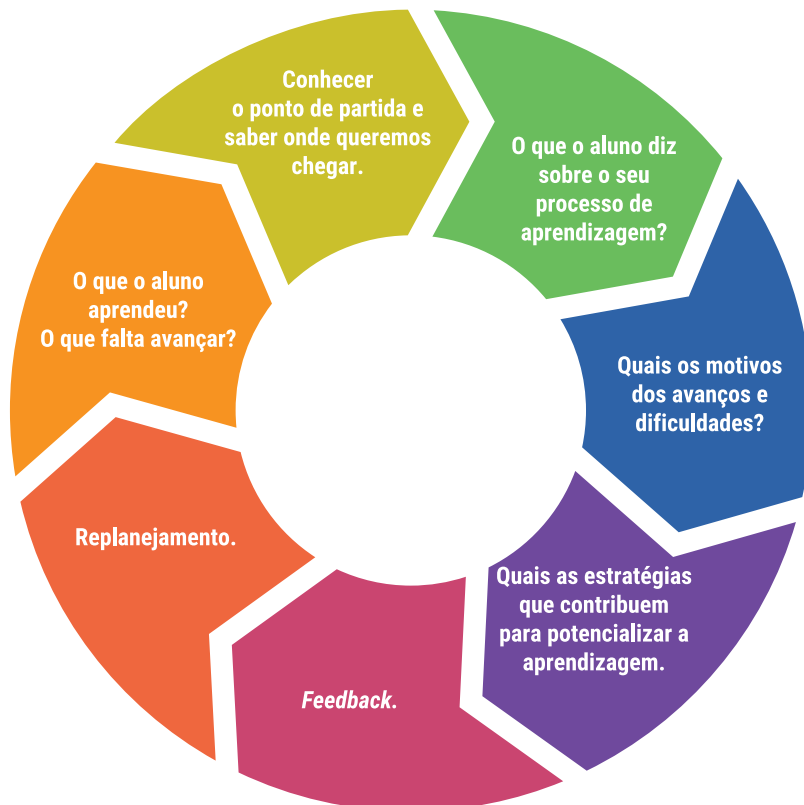 Conhecer
o ponto de partida e
saber onde queremos
chegar.
O que o aluno diz
sobre o seu
processo de
aprendizagem?
Quais os motivos
dos avanços e
dificuldades?
Quais as estratégias
que contribuem
para potencializar a
aprendizagem.
Feedback.
Replanejamento.
O que o aluno
aprendeu?
O que falta avançar?